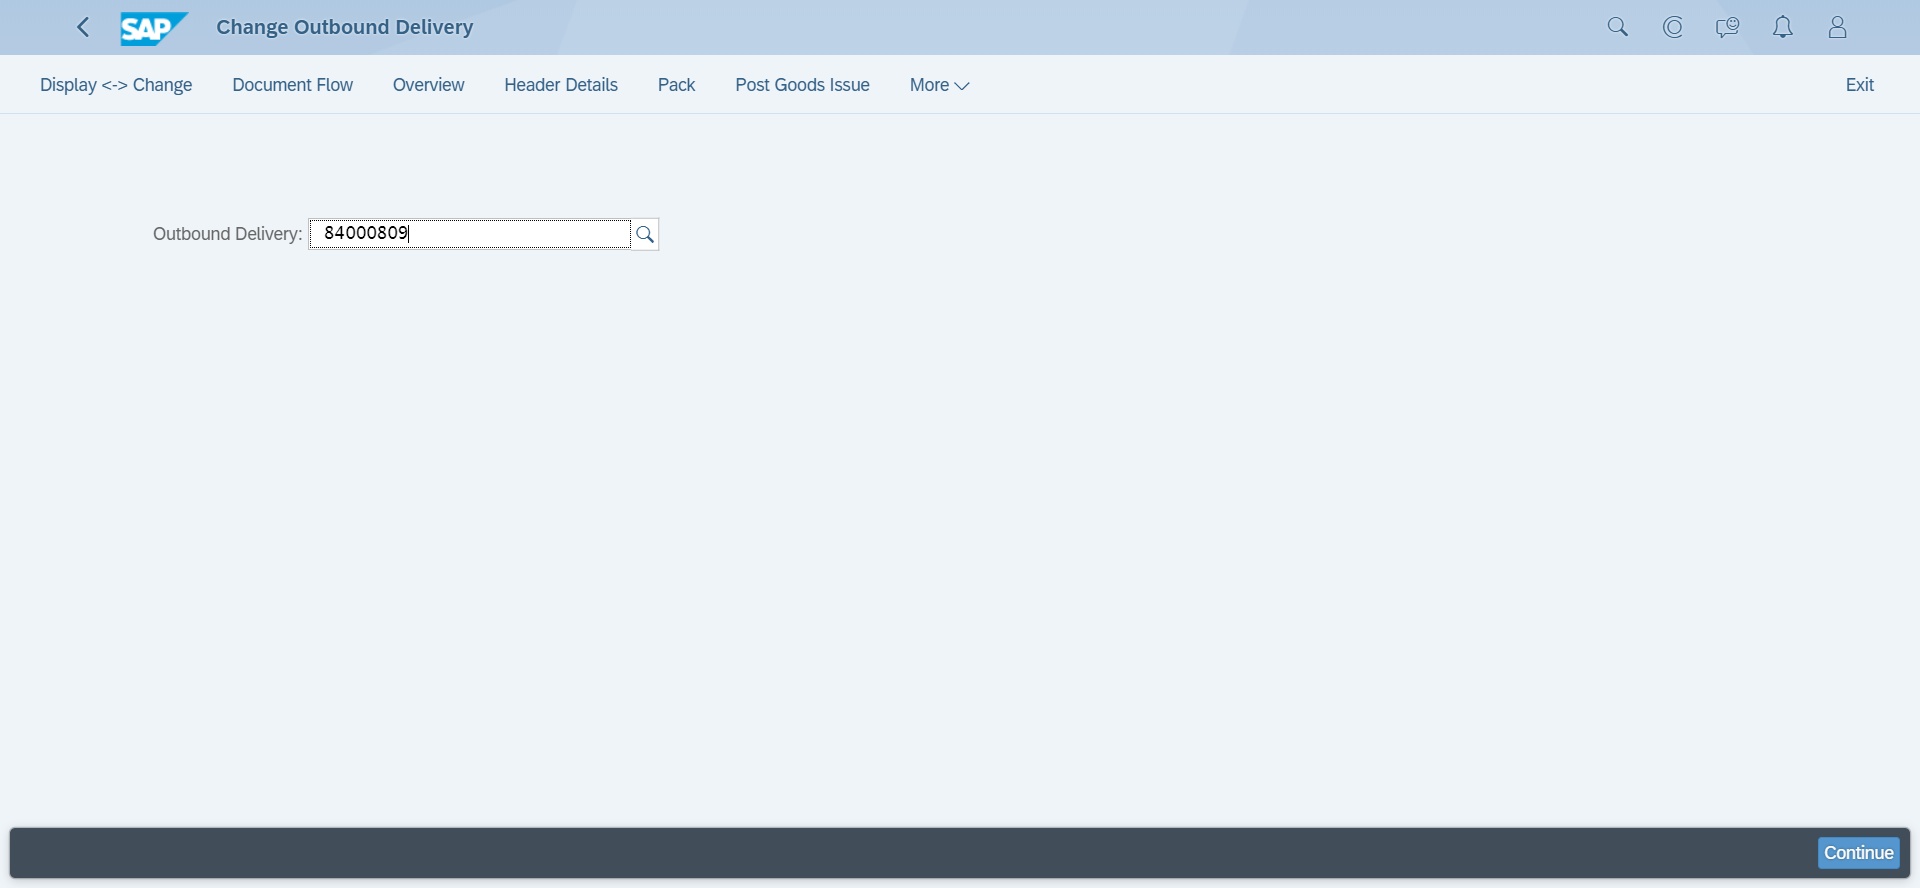 SAP Change Outbound Delivery
Display <-> Change Document Flow Overview Header Details Pack Post Goods Issue More Exit
Outbound Delivery: 84000809
Continue